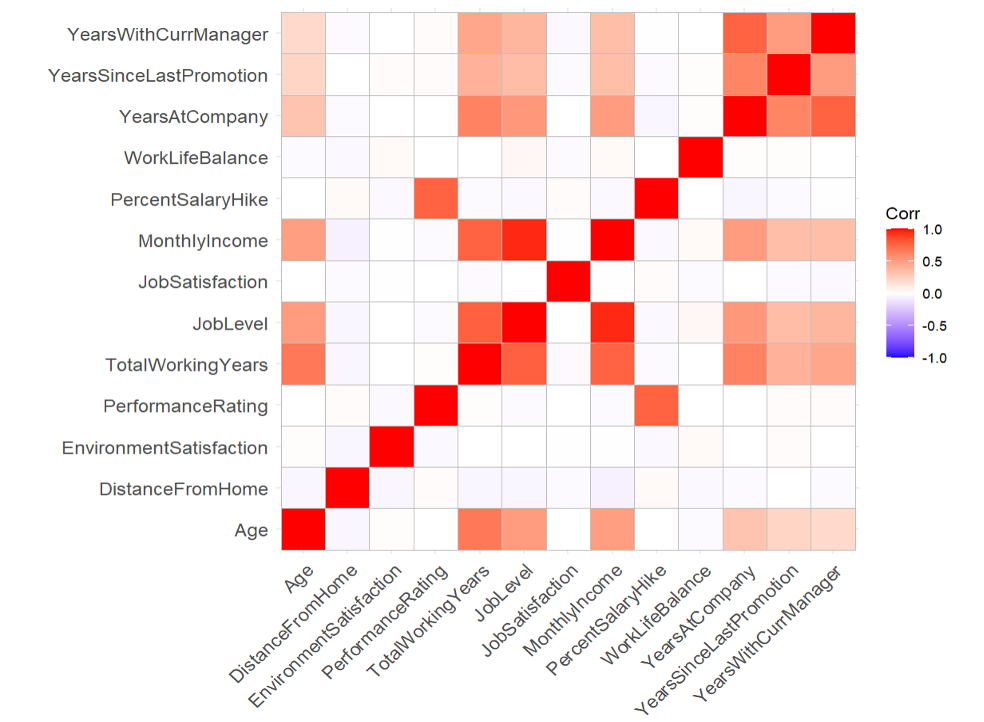 YearsWithCurrManager
YearsSinceLastPromotion
YearsAtCompany
WorkLifeBalance
PercentSalaryHike
MonthlyIncome
JobSatisfaction
JobLevel
TotalWorkingYears
PerformanceRating
EnvironmentSatisfaction
DistanceFromHome
Age
Corr
1.0
0.5
0.0
-0.5
-1.0
Age
DistanceFromHome
EnvironmentSatisfaction
PerformanceRating
TotalWorkingYears
JobLevel
JobSatisfaction
MonthlyIncome
PercentSalaryHike
WorkLifeBalance
YearsAtCompany
YearsSinceLastPromotion
YearsWithCurrManager